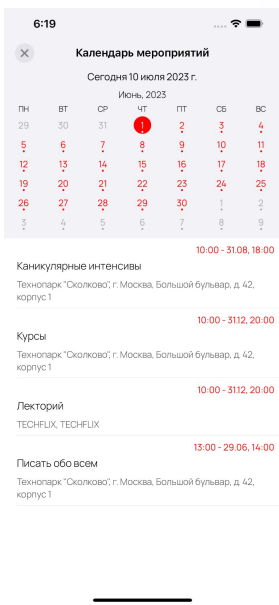 6:19
Календарь мероприятий
Сегодня 10 июля 2023 г.
Июнь, 2023
ПН ВТ СР ЧТ ПТ СБ ВС
29 30 31 1 2 3 4
5 6 7 8 9 10 11
12 13 14 15 16 17 18
19 20 21 22 23 24 25
26 27 28 29 30 1 2
3 4 5 6 7 8 9
10:00 - 31.08, 18:00
Каникулярные интенсивы
Технопарк "Сколково", г. Москва, Большой бульвар, д. 42,
корпус 1
10:00 - 31.12, 20:00
Курсы
Технопарк "Сколково", г. Москва, Большой бульвар, д. 42,
корпус 1
10:00 - 31.12, 20:00
Лекторий
TECHFLIX, TECHFLIX
13:00 - 29.06, 14:00
Писать обо всем
Технопарк "Сколково", г. Москва, Большой бульвар, д. 42,
корпус 1